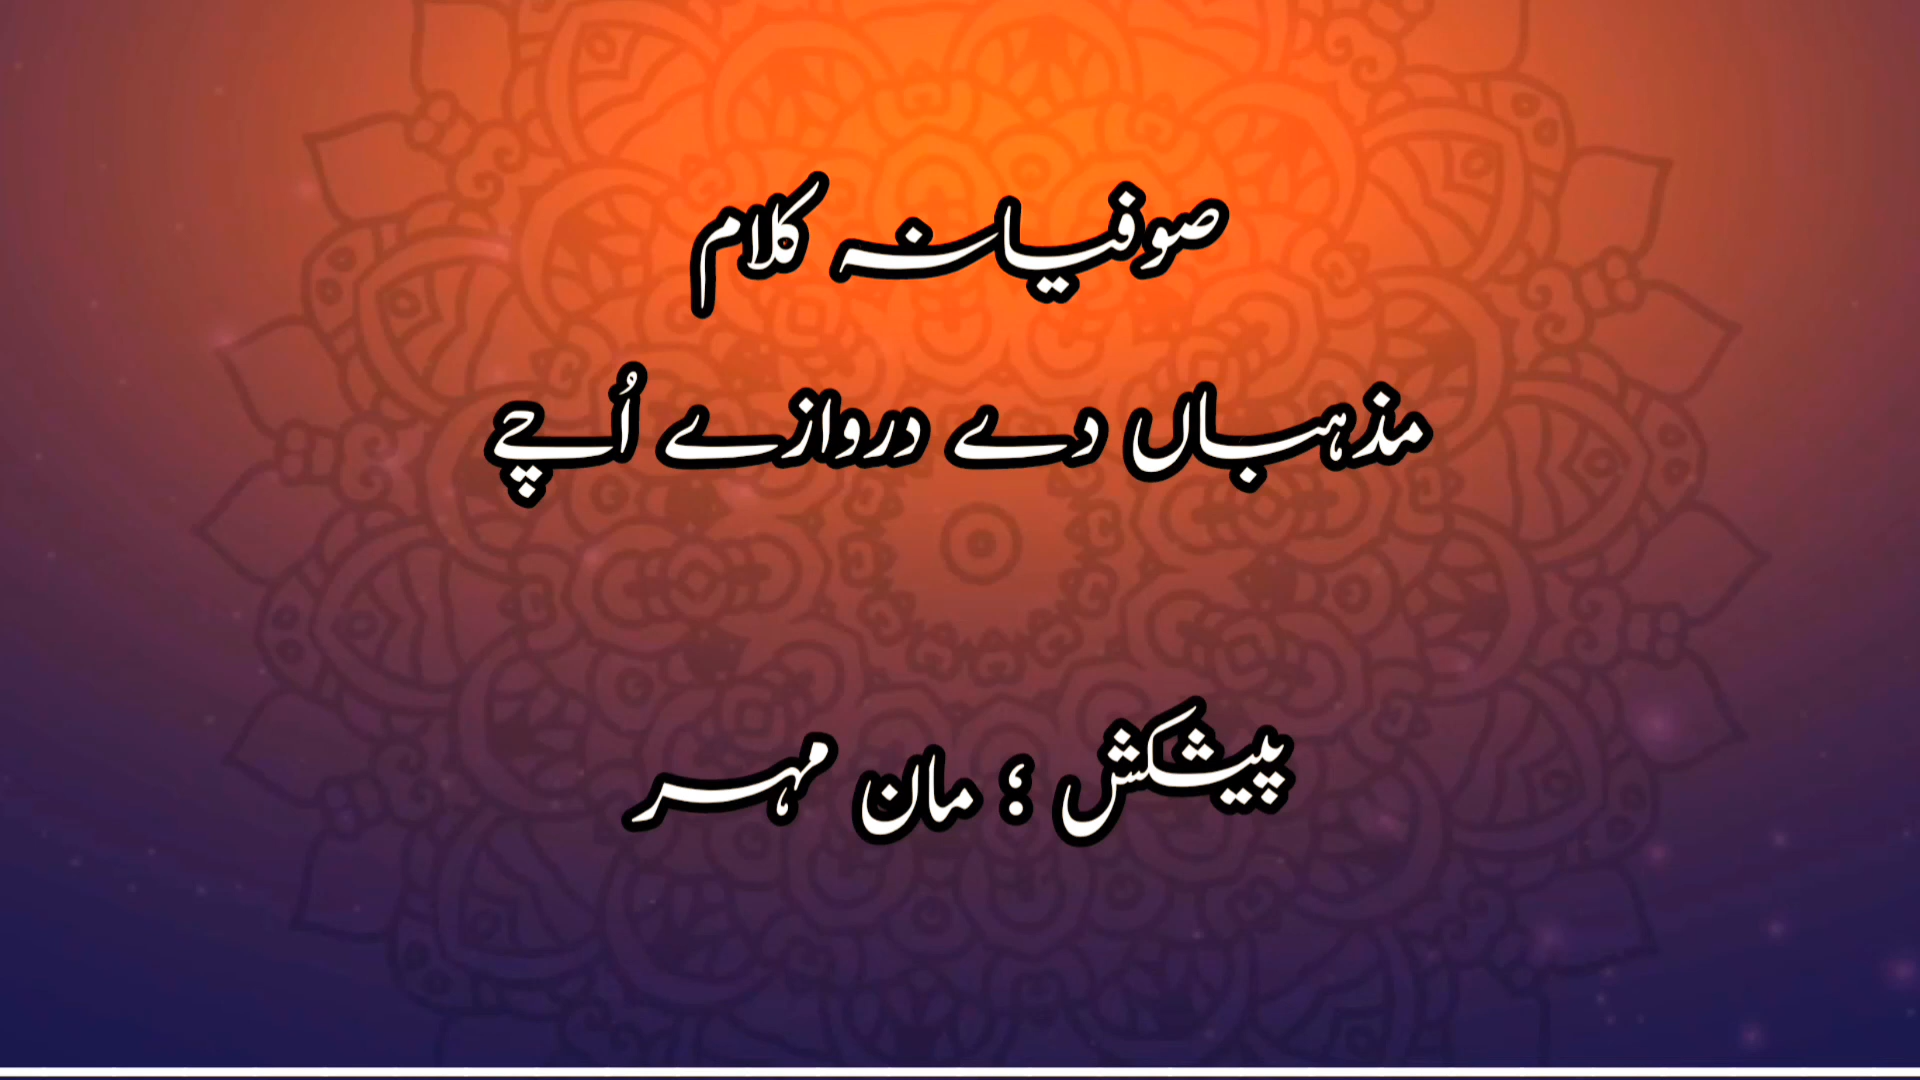 صوفیانہ کلام
مذہباں دے دروازے اُچے
پیشکش ؛ مان مہر